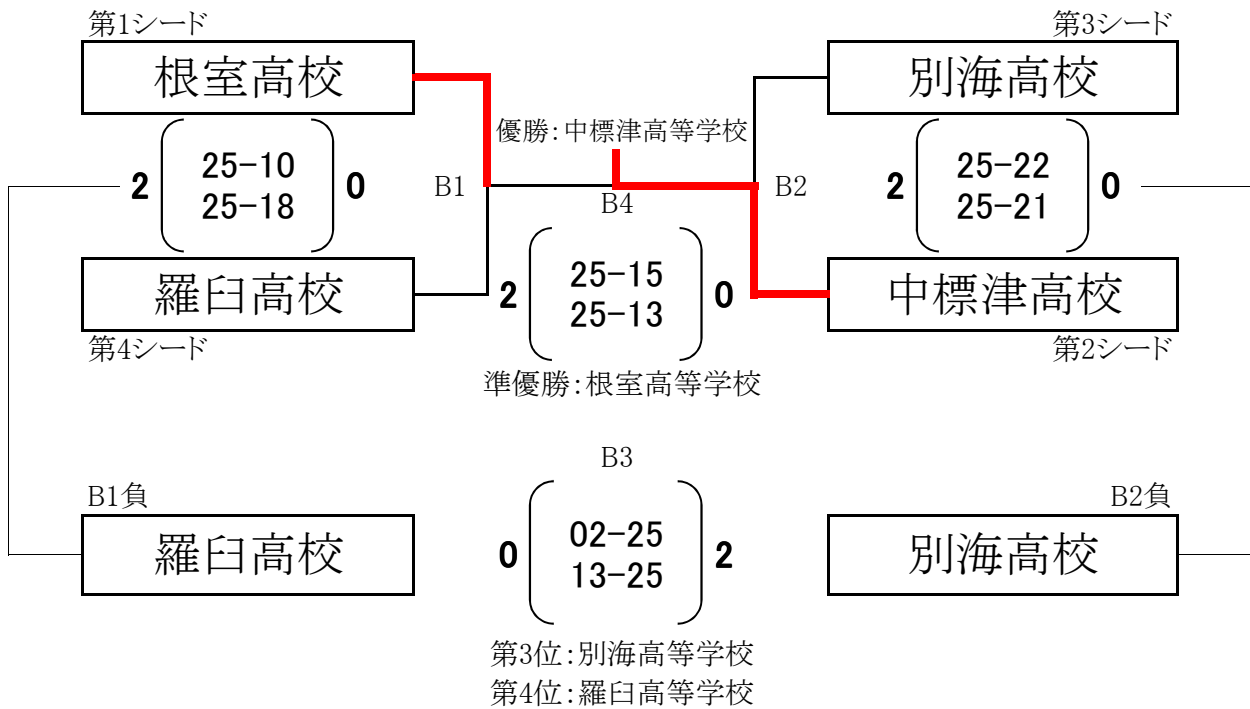 第1シード
第3シード
根室高校
別海高校
優勝：中標津高等学校
2
25-10
25-18
0
B1
B4
B2
2
25-22
25-21
0
羅臼高校
2
25-15
25-13
0
中標津高校
第4シード
第2シード
準優勝：根室高等学校
B3
B1負
B2負
羅臼高校
0
02-25
13-25
2
別海高校
第3位：別海高等学校
第4位：羅臼高等学校